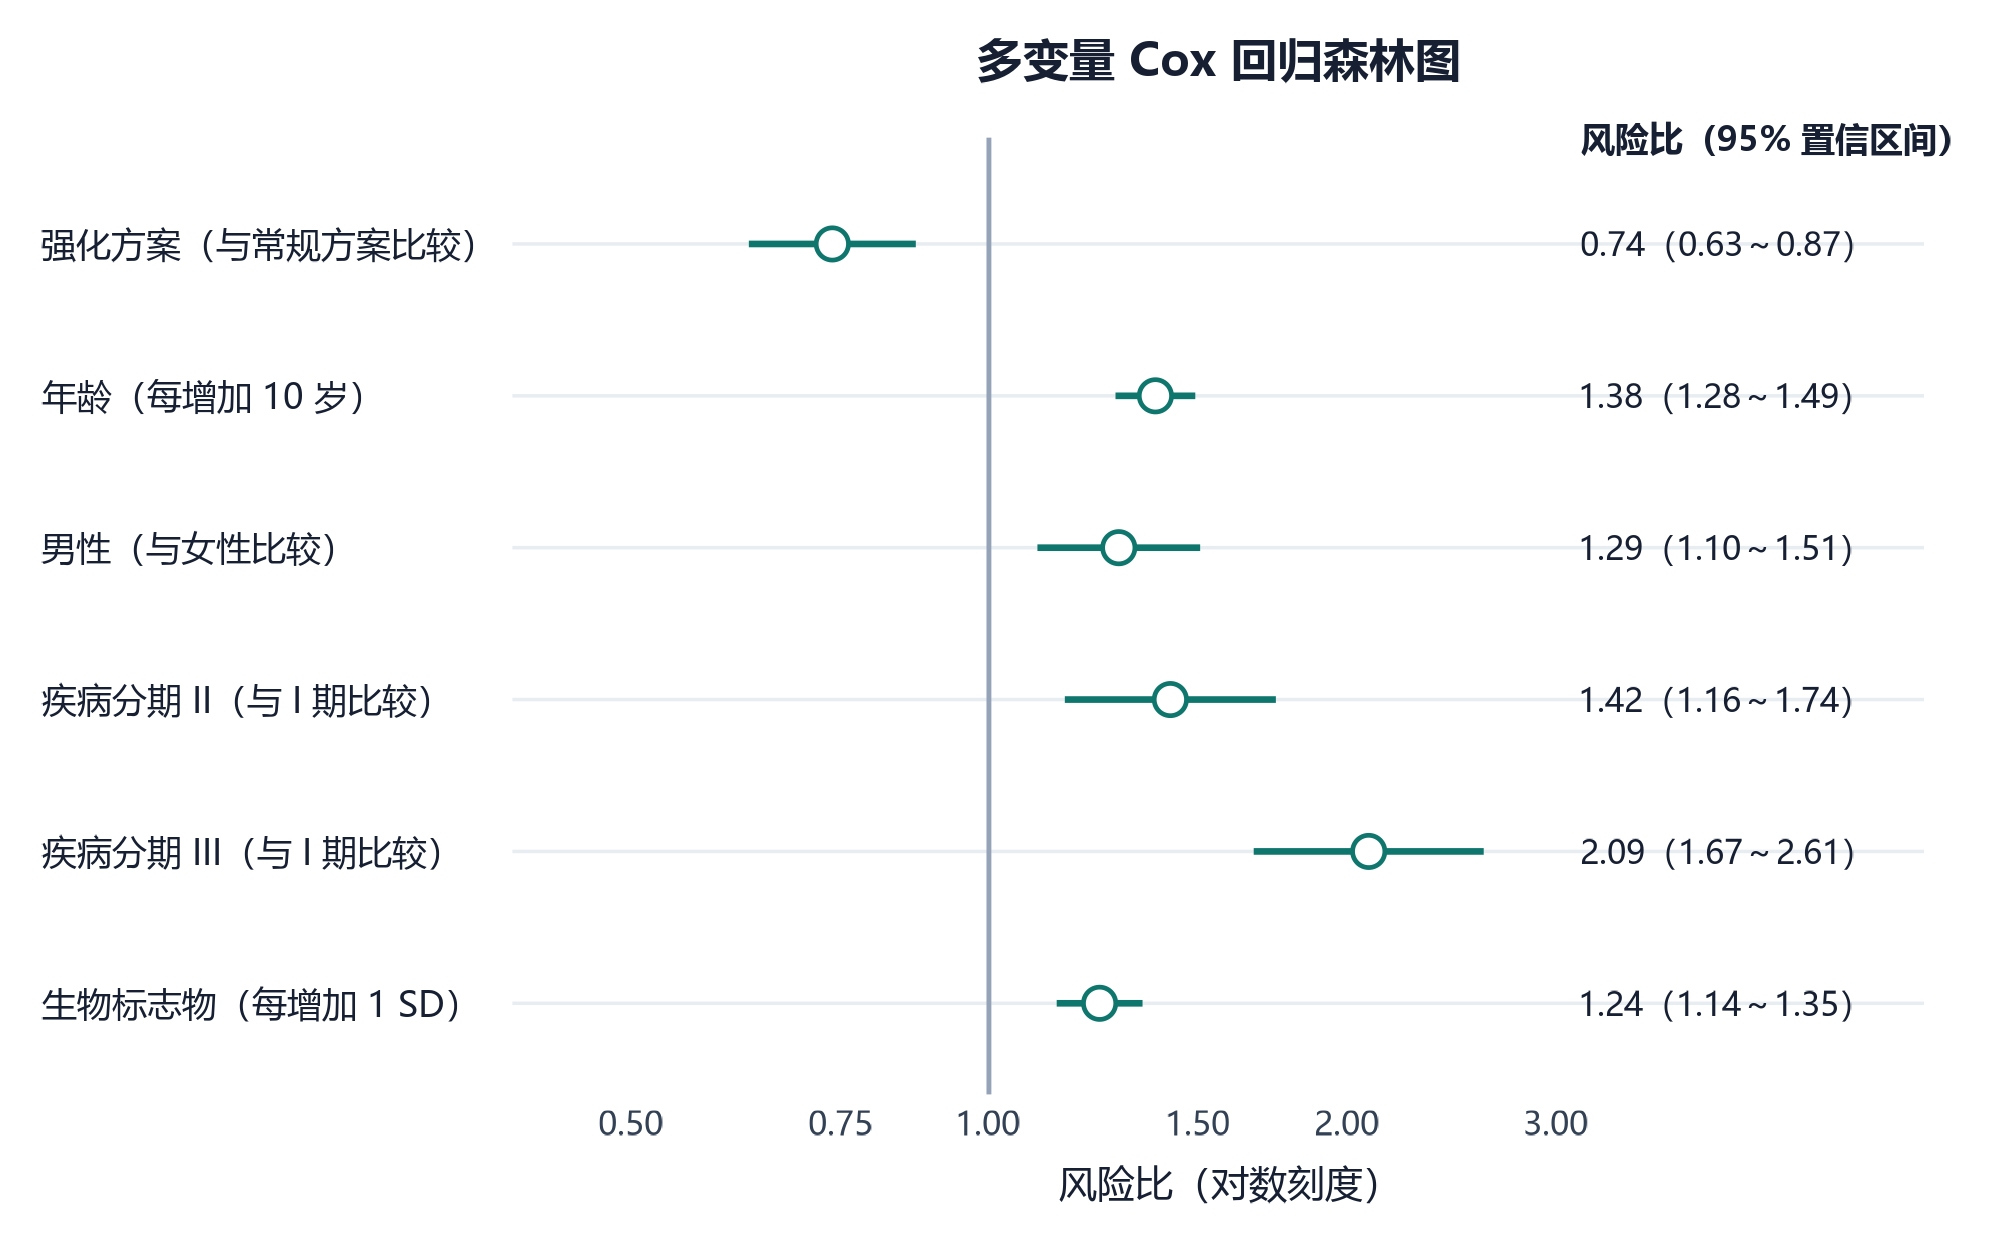 多变量 Cox 回归森林图
风险比（95% 置信区间）
强化方案（与常规方案比较） 0.74（0.63～0.87）
年龄（每增加 10 岁） 1.38（1.28～1.49）
男性（与女性比较） 1.29（1.10～1.51）
疾病分期 II（与 I 期比较） 1.42（1.16～1.74）
疾病分期 III（与 I 期比较） 2.09（1.67～2.61）
生物标志物（每增加 1 SD） 1.24（1.14～1.35）
0.50 0.75 1.00 1.50 2.00 3.00
风险比（对数刻度）